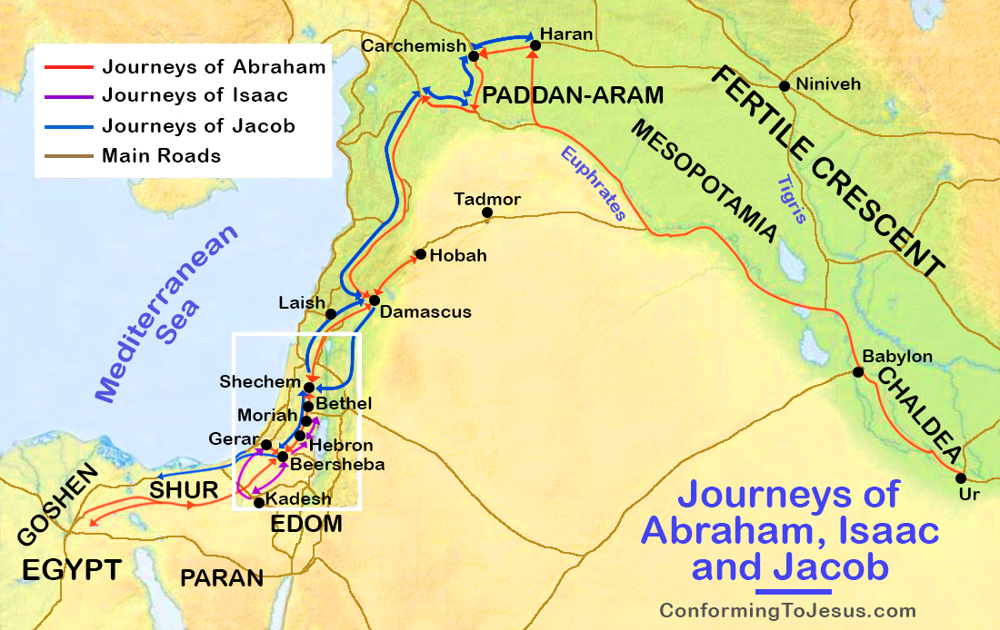 Journeys of Abraham
Journeys of Isaac
Journeys of Jacob
Main Roads
Carchemish
Haran
PADDAN-ARAM
Niniveh
FERTILE CRESCENT
MESOPOTAMIA
Euphrates
Tigris
Tadmor
Hobah
Mediterranean
Sea
Laish
Damascus
Shechem
Bethel
Moriah
Gerar
Hebron
Beersheba
Babylon
CHALDEA
Ur
GOSHEN
SHUR
Kadesh
EDOM
EGYPT
PARAN
Journeys of
Abraham, Isaac
and Jacob
ConformingToJesus.com